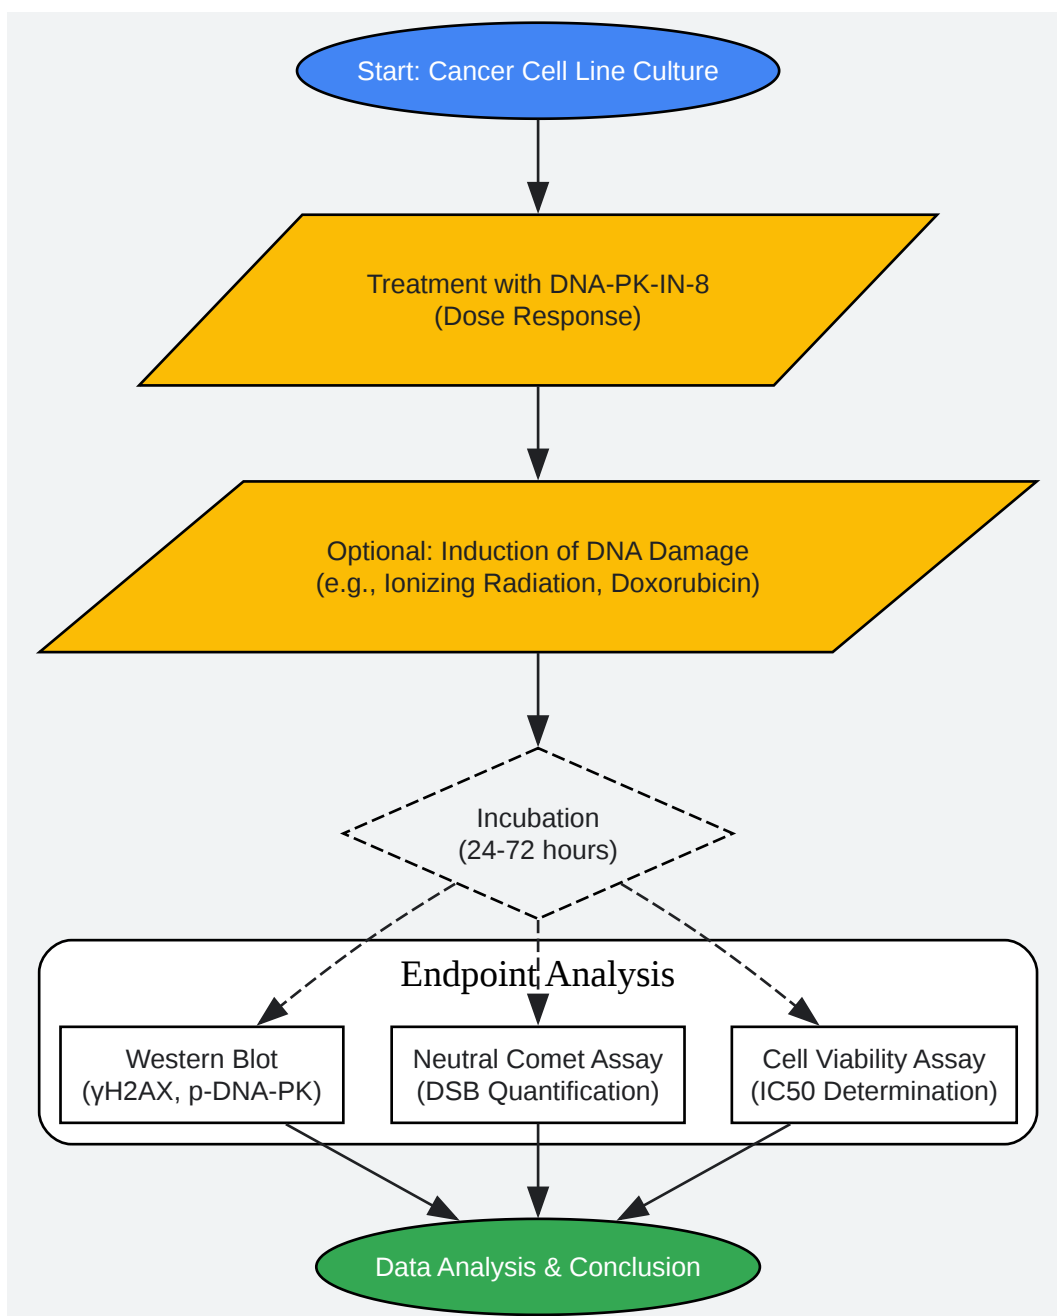 Start: Cancer Cell Line Culture
Treatment with DNA-PK-IN-8
(Dose Response)
Optional: Induction of DNA Damage
(e.g., Ionizing Radiation, Doxorubicin)
Incubation
(24-72 hours)
Endpoint Analysis
Western Blot
(γH2AX, p-DNA-PK)
Neutral Comet Assay
(DSB Quantification)
Cell Viability Assay
(IC50 Determination)
Data Analysis & Conclusion